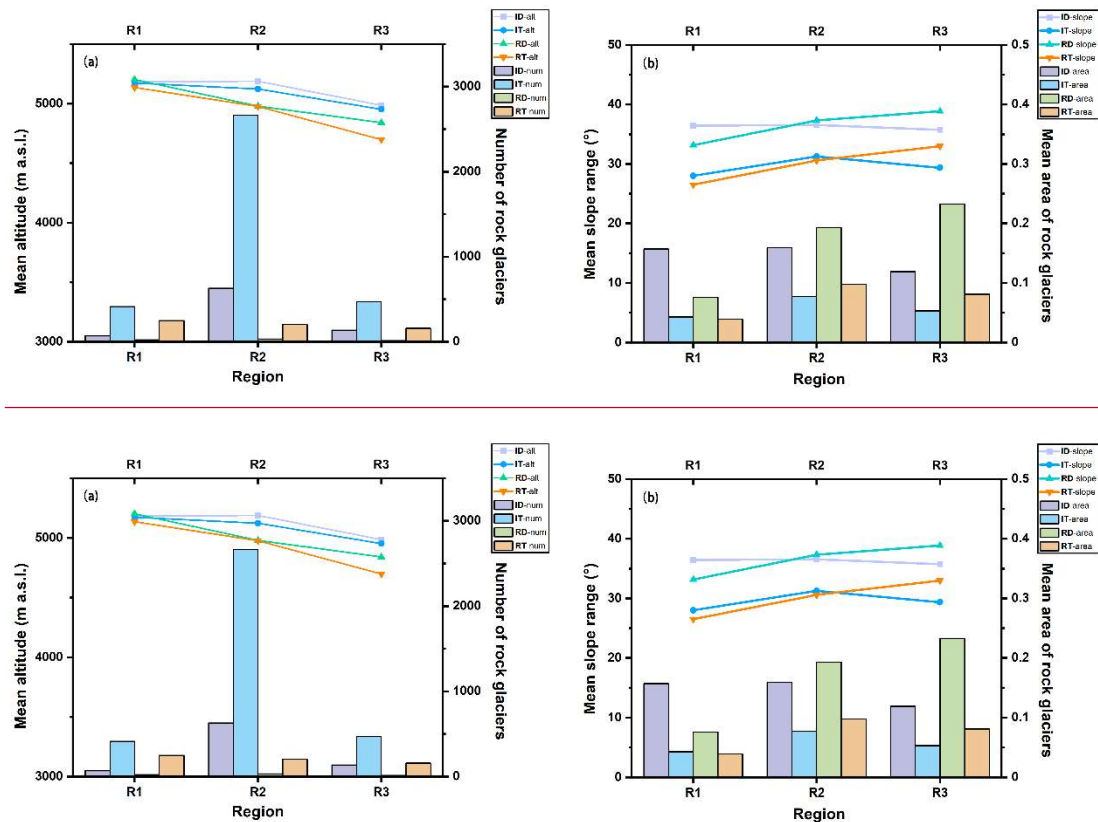 R1 R2 R3
(a)
ID-alt
IT-alt
RD-alt
RT-alt
ID-num
IT-num
RD-num
RT-num
Mean altitude (m a.s.l.)
5000
4000
3000
Number of rock glaciers
3000
2000
1000
0
R1 R2 R3
Region
R1 R2 R3
(b)
ID-slope
IT-slope
RD-slope
RT-slope
ID-area
IT-area
RD-area
RT-area
Mean slope range (°)
50
40
30
20
10
0
Mean area of rock glaciers
0.5
0.4
0.3
0.2
0.1
0
R1 R2 R3
Region
R1 R2 R3
(a)
ID-alt
IT-alt
RD-alt
RT-alt
ID-num
IT-num
RD-num
RT-num
Mean altitude (m a.s.l.)
5000
4000
3000
Number of rock glaciers
3000
2000
1000
0
R1 R2 R3
Region
R1 R2 R3
(b)
ID-slope
IT-slope
RD-slope
RT-slope
ID-area
IT-area
RD-area
RT-area
Mean slope range (°)
50
40
30
20
10
0
Mean area of rock glaciers
0.5
0.4
0.3
0.2
0.1
0
R1 R2 R3
Region